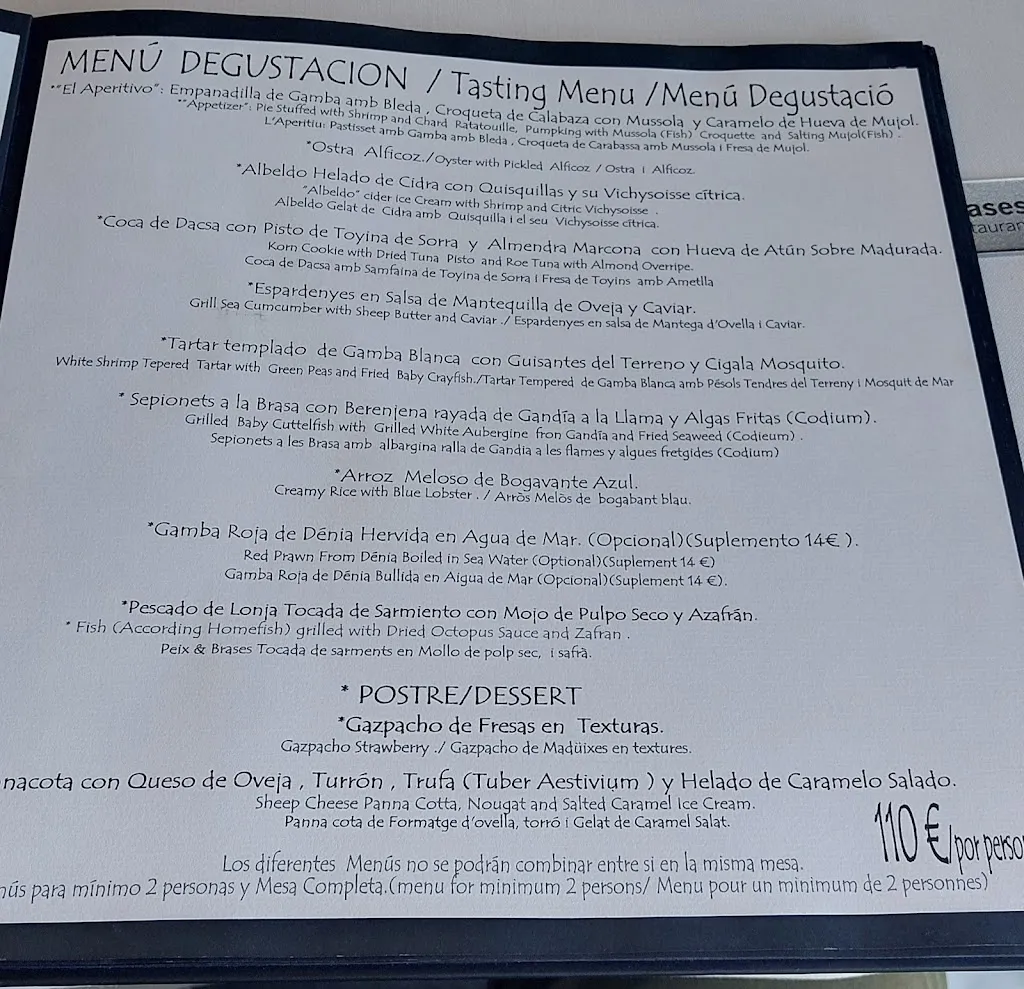 MENÚ DEGUSTACION / Tasting Menu / Menú Degustació
*"El Aperitivo": Empanadilla de Gamba amb Bleda , Croqueta de Calabaza con Mussola y Caramelo de Hueva de Mujol.
*"Appetizer": Pie Stuffed with Shrimp and Chard Ratatouille, Pumpking with Mussola (Fish) Croquette and Salting Mujol(Fish) .
L'Aperitiu: Pastisset amb Gamba amb Bleda , Croqueta de Carabassa amb Mussola i Fresa de Mujol.
*Ostra Alficoz./Oyster with Pickled Alficoz / Ostra i Alficoz.
*Albeldo Helado de Cidra con Quisquillas y su Vichysoisse cítrica.
"Albeldo" cider Ice Cream with Shrimp and Citric Vichysoisse .
Albeldo Gelat de Cidra amb Quisquilla i el seu Vichysoisse cítrica.
*Coca de Dacsa con Pisto de Toyina de Sorra y Almendra Marcona con Hueva de Atún Sobre Madurada.
Korn Cookie with Dried Tuna Pisto and Roe Tuna with Almond Overripe.
Coca de Dacsa amb Samfaina de Toyina de Sorra i Fresa de Toyins amb Ametlla
*Espardenyes en Salsa de Mantequilla de Oveja y Caviar.
Grill Sea Cumcumber with Sheep Butter and Caviar ./ Espardenyes en salsa de Mantega d'Ovella i Caviar.
*Tartar templado de Gamba Blanca con Guisantes del Terreno y Cigala Mosquito.
White Shrimp Tepered Tartar with Green Peas and Fried Baby Crayfish./Tartar Tempered de Gamba Blanca amb Pésols Tendres del Terreny i Mosquit de Mar
* Sepionets a la Brasa con Berenjena rayada de Gandía a la Llama y Algas Fritas (Codium).
Grilled Baby Cuttelfish with Grilled White Aubergine fron Gandía and Fried Seaweed (Codieum) .
Sepionets a les Brasa amb albargina ralla de Gandia a les flames y algues fretgides (Codium)
*Arroz Meloso de Bogavante Azul.
Creamy Rice with Blue Lobster . / Arròs Melòs de bogabant blau.
*Gamba Roja de Dénia Hervida en Agua de Mar. (Opcional)(Suplemento 14€ ).
Red Prawn From Dénia Boiled in Sea Water (Optional)(Suplement 14 €)
Gamba Roja de Dénia Bullida en Aigua de Mar (Opcional)(Suplement 14 €).
*Pescado de Lonja Tocada de Sarmiento con Mojo de Pulpo Seco y Azafrán.
* Fish (According Homefish) grilled with Dried Octopus Sauce and Zafran .
Peix & Brases Tocada de sarments en Mollo de polp sec, i safrà.
* POSTRE/DESSERT
*Gazpacho de Fresas en Texturas.
Gazpacho Strawberry ./ Gazpacho de Madüixes en textures.
nacota con Queso de Oveja , Turrón , Trufa (Tuber Aestivium ) y Helado de Caramelo Salado.
Sheep Cheese Panna Cotta, Nougat and Salted Caramel Ice Cream.
Panna cota de Formatge d'ovella, torró i Gelat de Caramel Salat.
110 €/por perso
Los diferentes Menús no se podrán combinar entre si en la misma mesa.
nús para mínimo 2 personas y Mesa Completa.(menu for minimum 2 persons/ Menu pour un minimum de 2 personnes)
ases
taurar